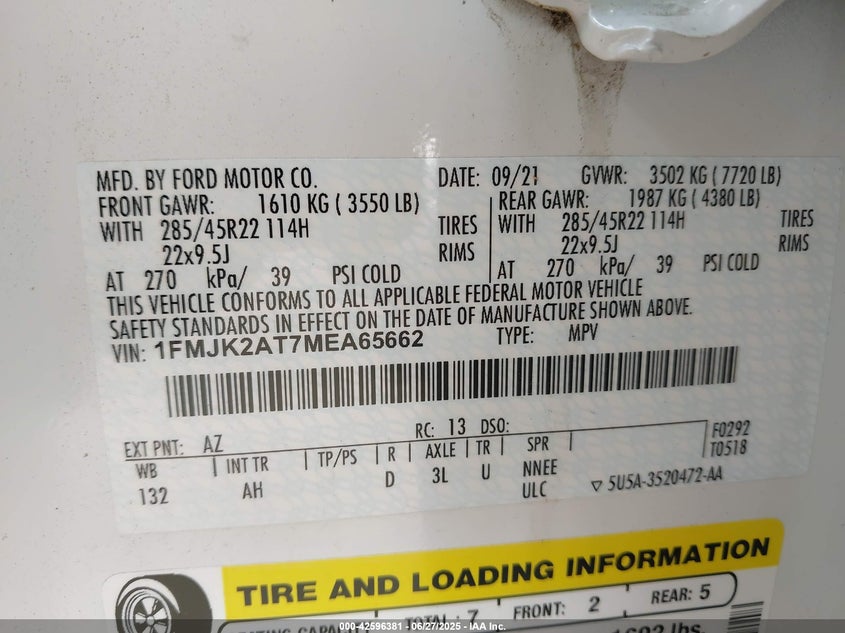 MFD. BY FORD MOTOR CO. DATE: 09/21 GVWR: 3502 KG ( 7720 LB)
FRONT GAWR: 1610 KG ( 3550 LB) REAR GAWR: 1987 KG ( 4380 LB)
WITH 285/45R22 114H TIRES WITH 285/45R22 114H TIRES
22x9.5J RIMS 22x9.5J RIMS
AT 270 kPa/ 39 PSI COLD AT 270 kPa/ 39 PSI COLD
THIS VEHICLE CONFORMS TO ALL APPLICABLE FEDERAL MOTOR VEHICLE
SAFETY STANDARDS IN EFFECT ON THE DATE OF MANUFACTURE SHOWN ABOVE.
VIN: 1FMJK2AT7MEA65662 TYPE: MPV
EXT PNT: AZ RC: 13 DSO: F0292
WB INT TR TP/PS R AXLE TR SPR T0518
132 AH D 3L U NNEE
ULC ▽ 5U5A-3520472-AA
TIRE AND LOADING INFORMATION
SEATING CAPACITY TOTAL: 7 FRONT: 2 REAR: 5
lbs.
000-42596381 - 06/27/2025 - IAA Inc.